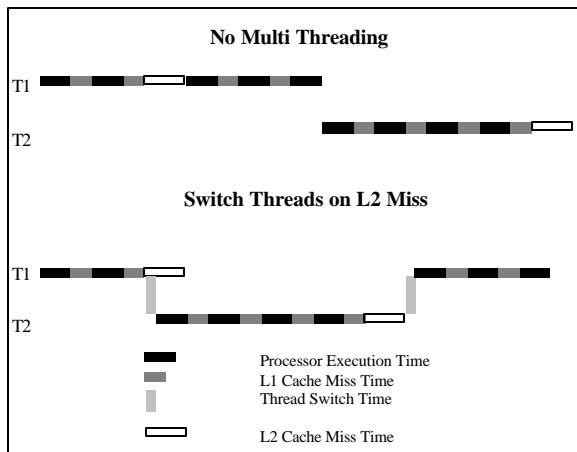 No Multi Threading
T1
T2
Switch Threads on L2 Miss
T1
T2
Processor Execution Time
L1 Cache Miss Time
Thread Switch Time
L2 Cache Miss Time